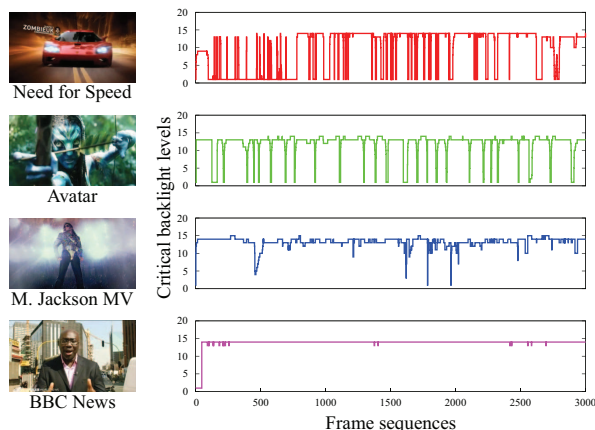 ZOMBIEUK
Need for Speed
20
15
10
5
0
Avatar
20
15
10
5
0
M. Jackson MV
20
15
10
5
0
BBC News
20
15
10
5
0
Critical backlight levels
0 500 1000 1500 2000 2500 3000
Frame sequences